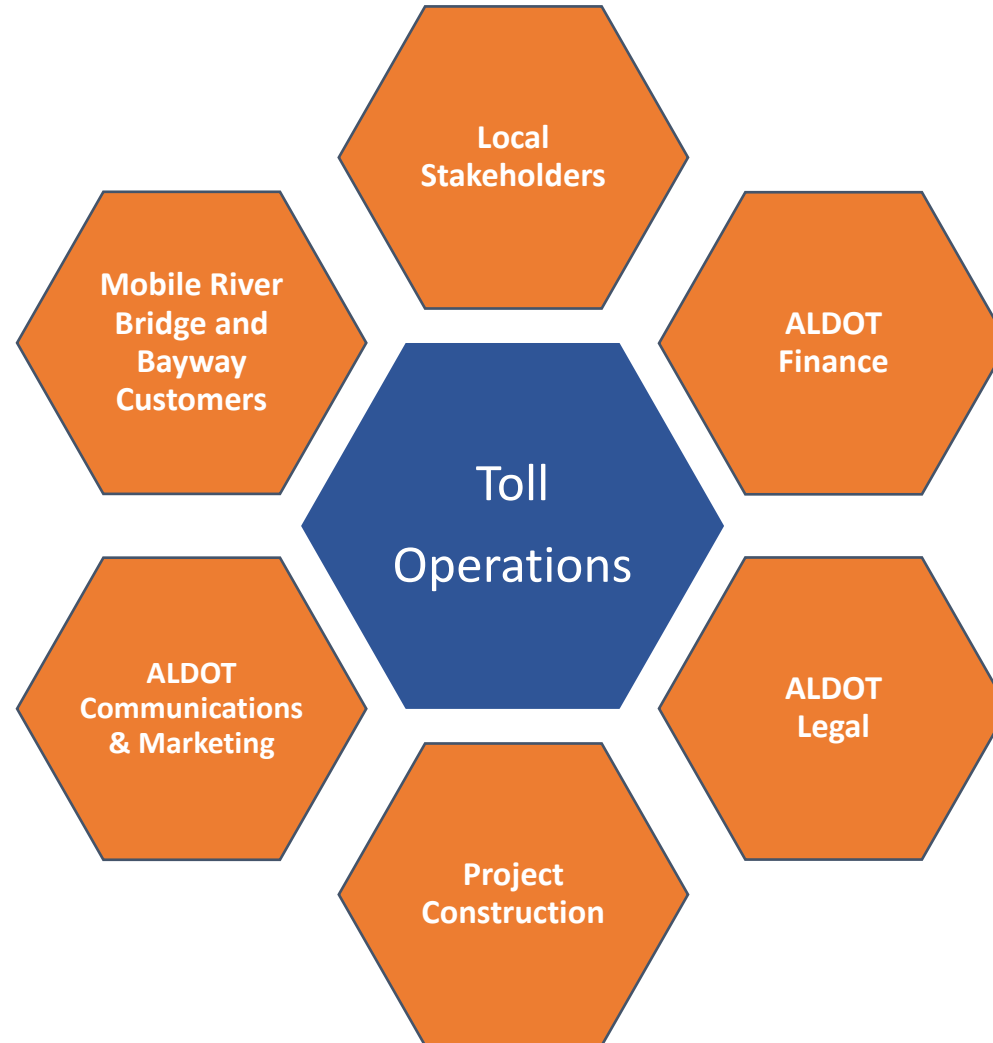 Local
Stakeholders
Mobile River
Bridge and
Bayway
Customers
ALDOT
Finance
Toll
Operations
ALDOT
Communications
& Marketing
ALDOT
Legal
Project
Construction